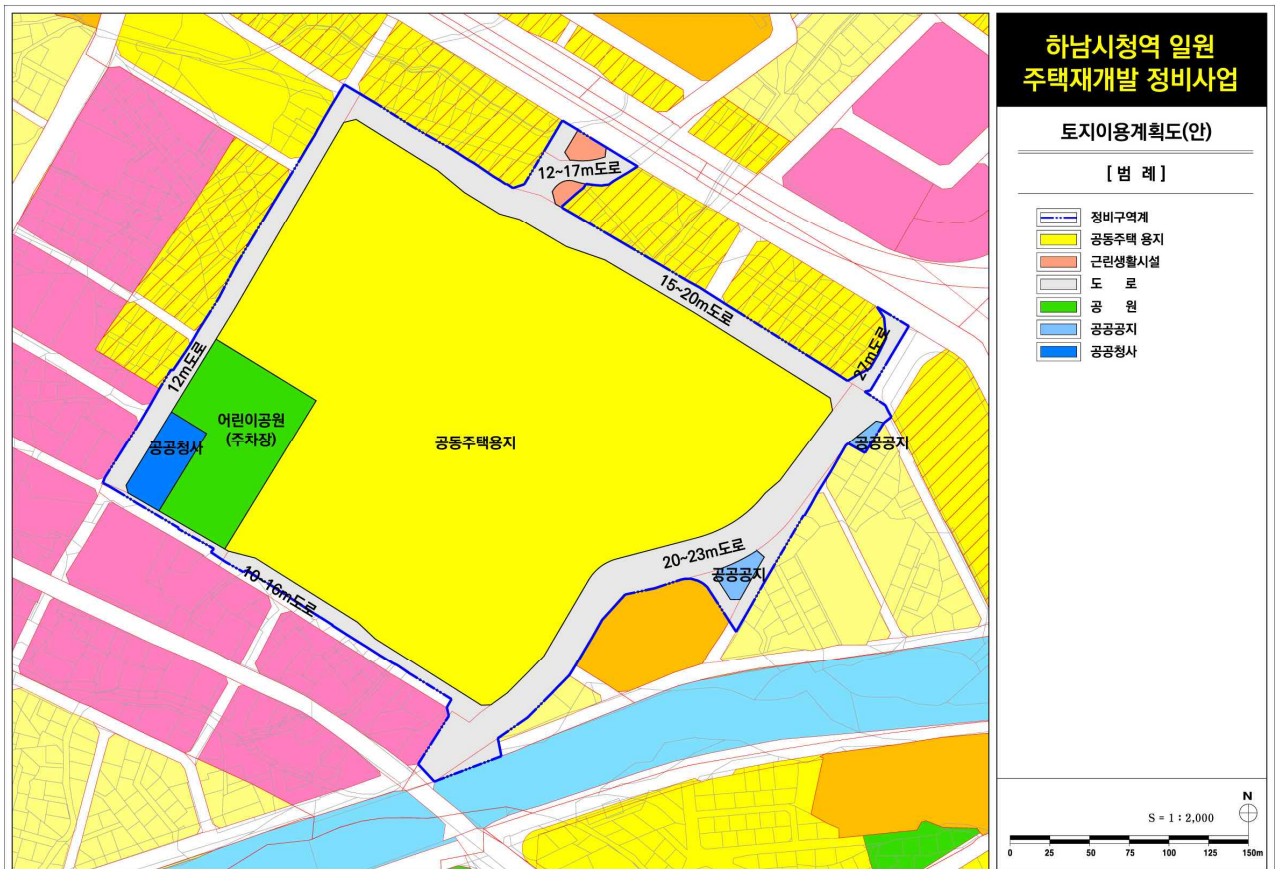 하남시청역 일원
주택재개발 정비사업
토지이용계획도(안)
[ 범 례 ]
정비구역계
공동주택 용지
근린생활시설
도 로
공 원
공공공지
공공청사
12~17m도로
15~20m도로
27m도로
12m도로
어린이공원
(주차장)
공공청사
공동주택용지
공공공지
20~23m도로
공공공지
10~16m도로
N
S = 1 : 2,000
0 25 50 75 100 125 150m